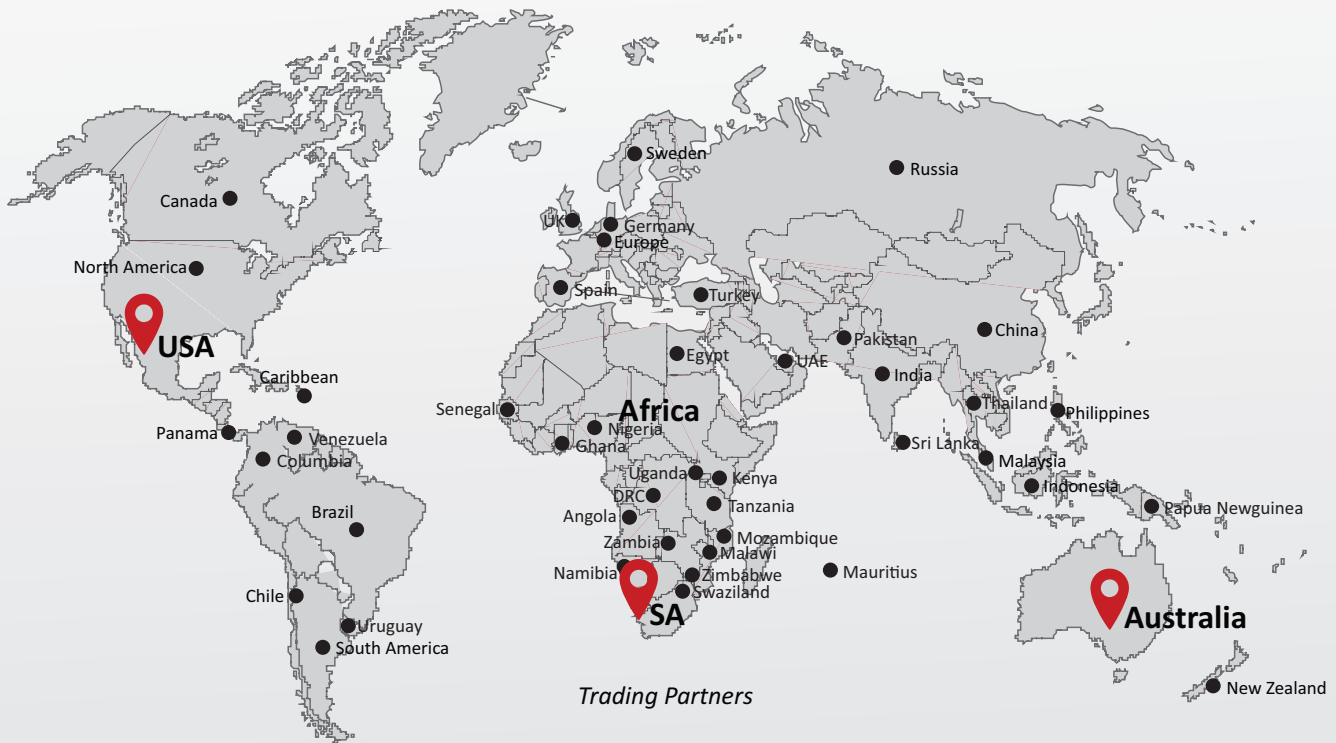 Sweden
Russia
Canada
UK
Germany
Europe
North America
Spain
Turkey
USA
China
Pakistan
Egypt
UAE
India
Caribbean
Senegal
Africa
Thailand
Philippines
Panama
Venezuela
Nigeria
Ghana
Sri Lanka
Columbia
Malaysia
Uganda
Kenya
Indonesia
DRC
Tanzania
Papua Newguinea
Brazil
Angola
Mozambique
Zambia
Malawi
Namibia
Zimbabwe
Mauritius
Swaziland
Chile
SA
Australia
Uruguay
South America
New Zealand
Trading Partners